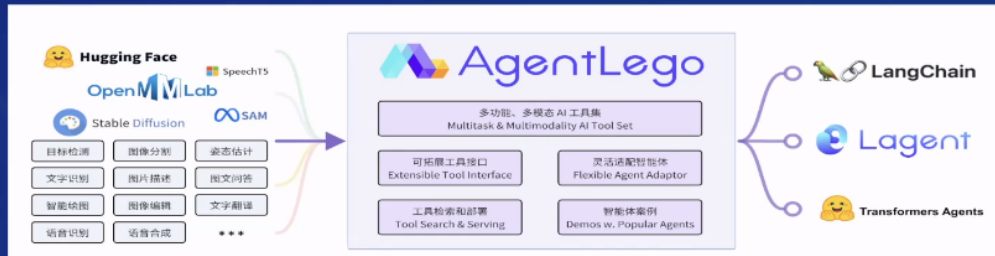 Hugging Face
SpeechT5
OpenMMLab
Stable Diffusion
SAM
目标检测 图像分割 姿态估计
文字识别 图片描述 图文问答
智能绘图 图像编辑 文字翻译
语音识别 语音合成 •••
AgentLego
多功能、多模态 AI 工具集
Multitask & Multimodality AI Tool Set
可拓展工具接口
Extensible Tool Interface
灵活适配智能体
Flexible Agent Adaptor
工具检索和部署
Tool Search & Serving
智能体案例
Demos w. Popular Agents
LangChain
Lagent
Transformers Agents